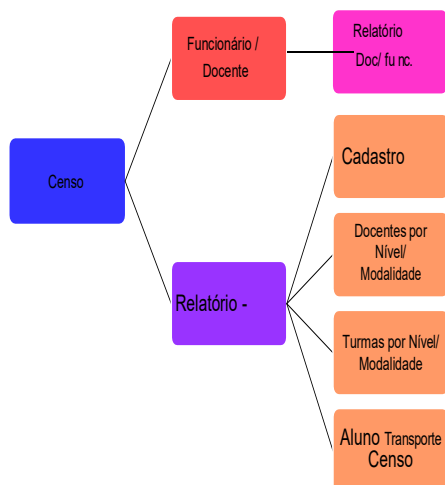 Funcionário /
Docente
Relatório
Doc/ fu nc.
Censo
Cadastro
Docentes por
Nível/
Modalidade
Relatório -
Turmas por Nível/
Modalidade
Aluno Transporte
Censo